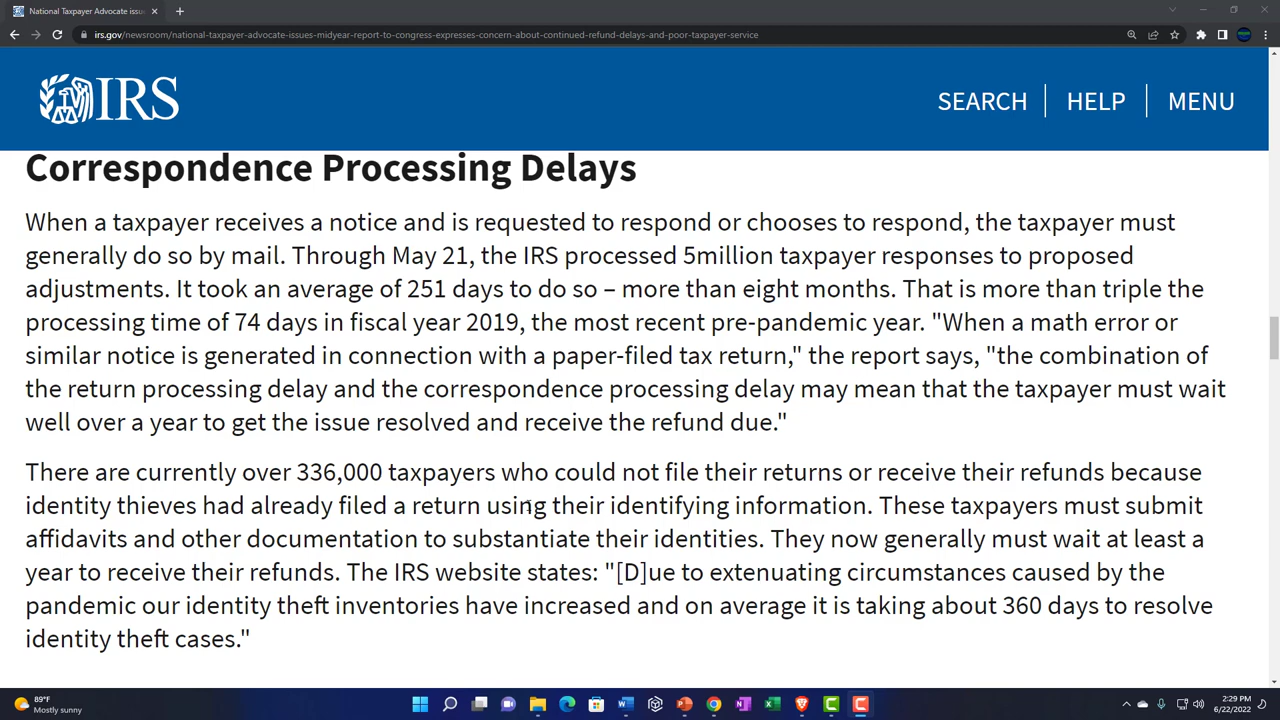 National Taxpayer Advocate issu
irs.gov/newsroom/national-taxpayer-advocate-issues-midyear-report-to-congress-expresses-concern-about-continued-refund-delays-and-poor-taxpayer-service
IRS
SEARCH
HELP
MENU
Correspondence Processing Delays
When a taxpayer receives a notice and is requested to respond or chooses to respond, the taxpayer must
generally do so by mail. Through May 21, the IRS processed 5million taxpayer responses to proposed
adjustments. It took an average of 251 days to do so – more than eight months. That is more than triple the
processing time of 74 days in fiscal year 2019, the most recent pre-pandemic year. "When a math error or
similar notice is generated in connection with a paper-filed tax return," the report says, "the combination of
the return processing delay and the correspondence processing delay may mean that the taxpayer must wait
well over a year to get the issue resolved and receive the refund due."
There are currently over 336,000 taxpayers who could not file their returns or receive their refunds because
identity thieves had already filed a return using their identifying information. These taxpayers must submit
affidavits and other documentation to substantiate their identities. They now generally must wait at least a
year to receive their refunds. The IRS website states: "[D]ue to extenuating circumstances caused by the
pandemic our identity theft inventories have increased and on average it is taking about 360 days to resolve
identity theft cases."
89°F
Mostly sunny
2:29 PM
6/22/2022